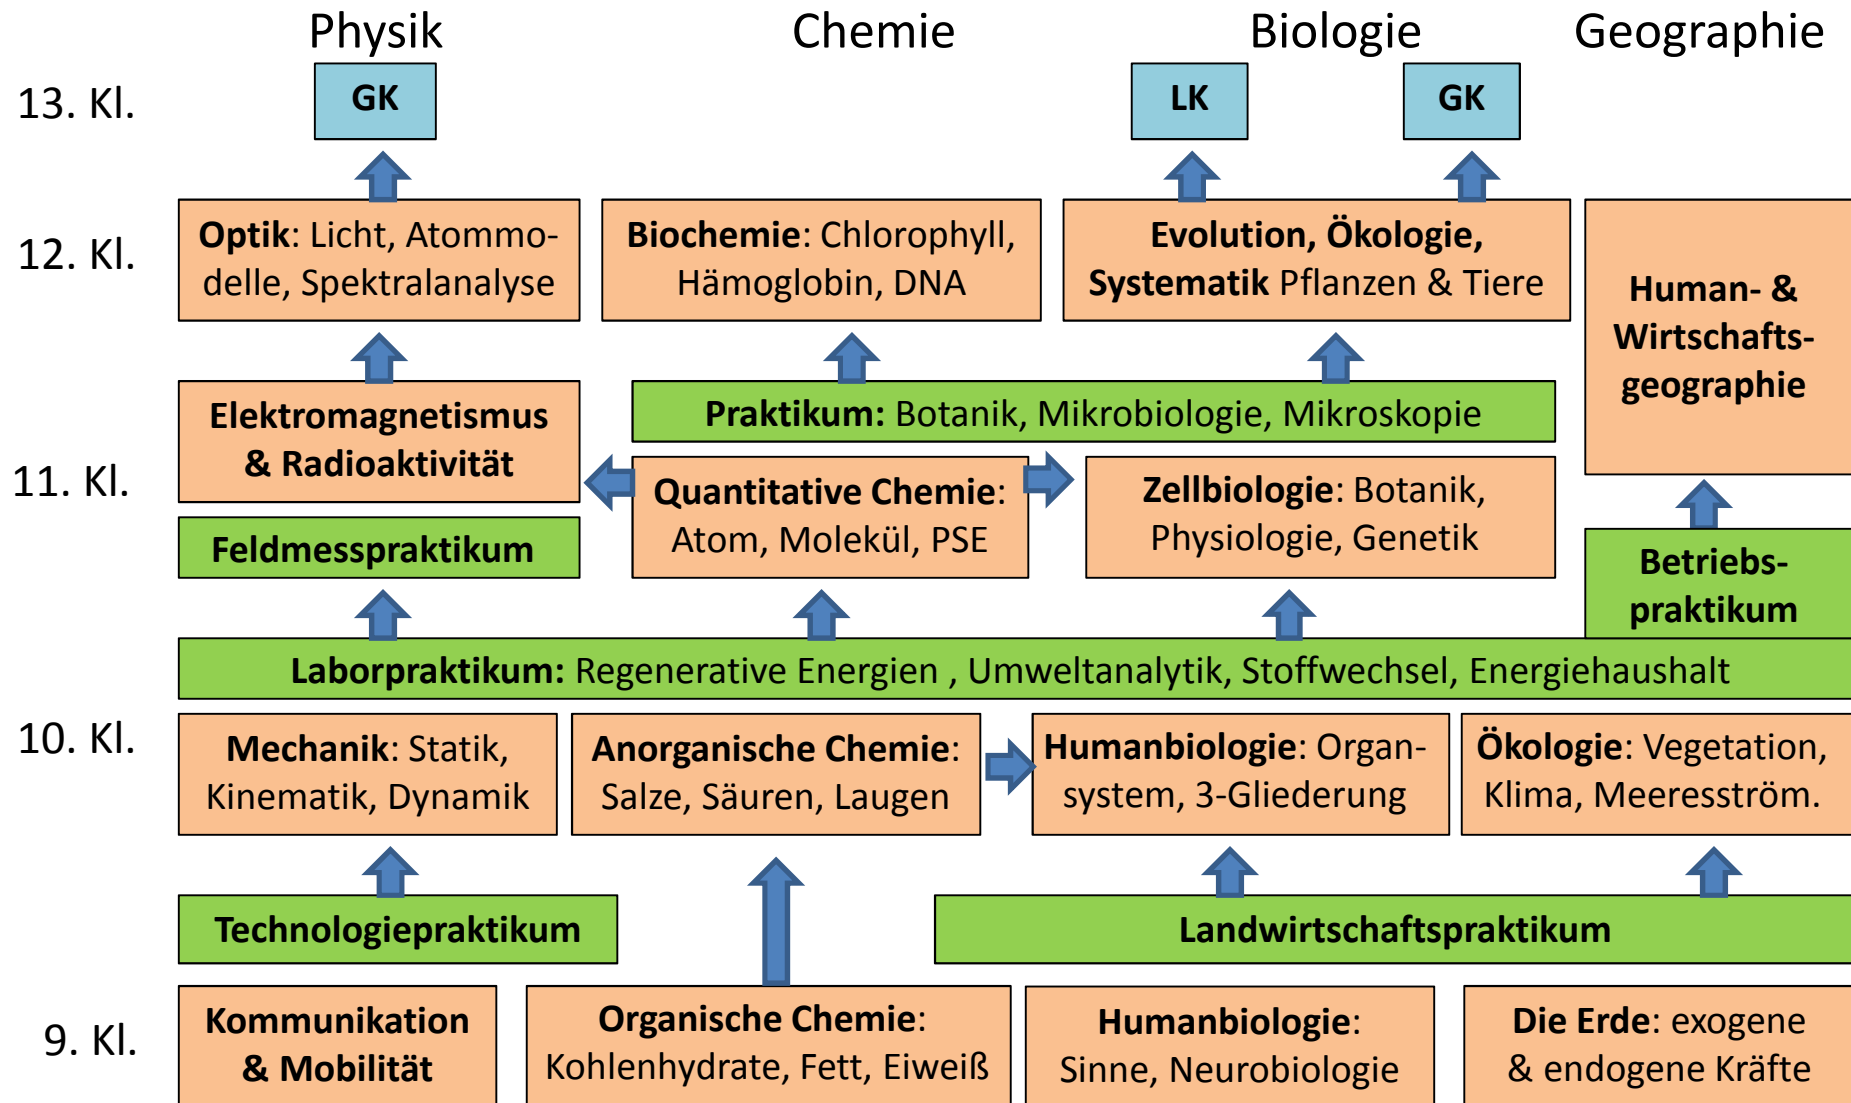 Physik
Chemie
Biologie
Geographie
13. Kl.
GK
LK
GK
12. Kl.
Optik: Licht, Atommo-
delle, Spektralanalyse
Biochemie: Chlorophyll,
Hämoglobin, DNA
Evolution, Ökologie,
Systematik Pflanzen & Tiere
Human- &
Wirtschafts-
geographie
11. Kl.
Elektromagnetismus
& Radioaktivität
Praktikum: Botanik, Mikrobiologie, Mikroskopie
Quantitative Chemie:
Atom, Molekül, PSE
Zellbiologie: Botanik,
Physiologie, Genetik
Feldmesspraktikum
Betriebs-
praktikum
Laborpraktikum: Regenerative Energien , Umweltanalytik, Stoffwechsel, Energiehaushalt
10. Kl.
Mechanik: Statik,
Kinematik, Dynamik
Anorganische Chemie:
Salze, Säuren, Laugen
Humanbiologie: Organ-
system, 3-Gliederung
Ökologie: Vegetation,
Klima, Meeresström.
Technologiepraktikum
Landwirtschaftspraktikum
9. Kl.
Kommunikation
& Mobilität
Organische Chemie:
Kohlenhydrate, Fett, Eiweiß
Humanbiologie:
Sinne, Neurobiologie
Die Erde: exogene
& endogene Kräfte